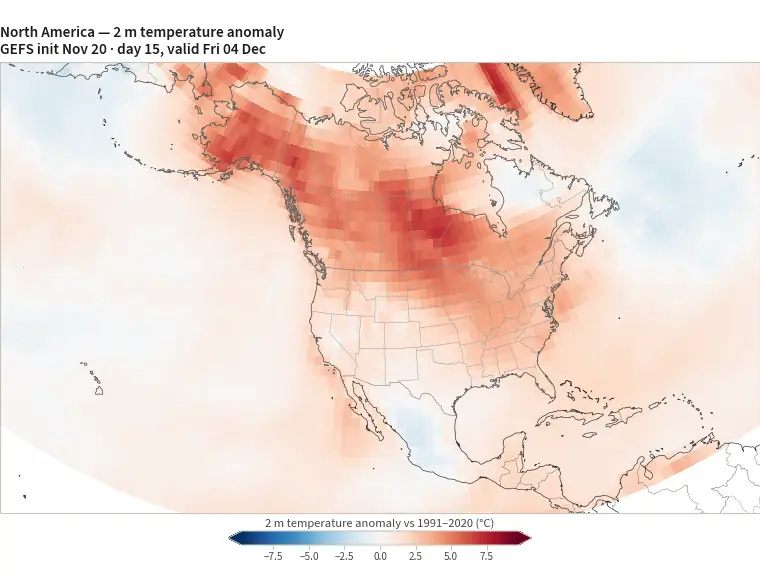 North America — 2 m temperature anomaly
GEFS init Nov 20 · day 15, valid Fri 04 Dec
2 m temperature anomaly vs 1991–2020 (°C)
−7.5 −5.0 −2.5 0.0 2.5 5.0 7.5